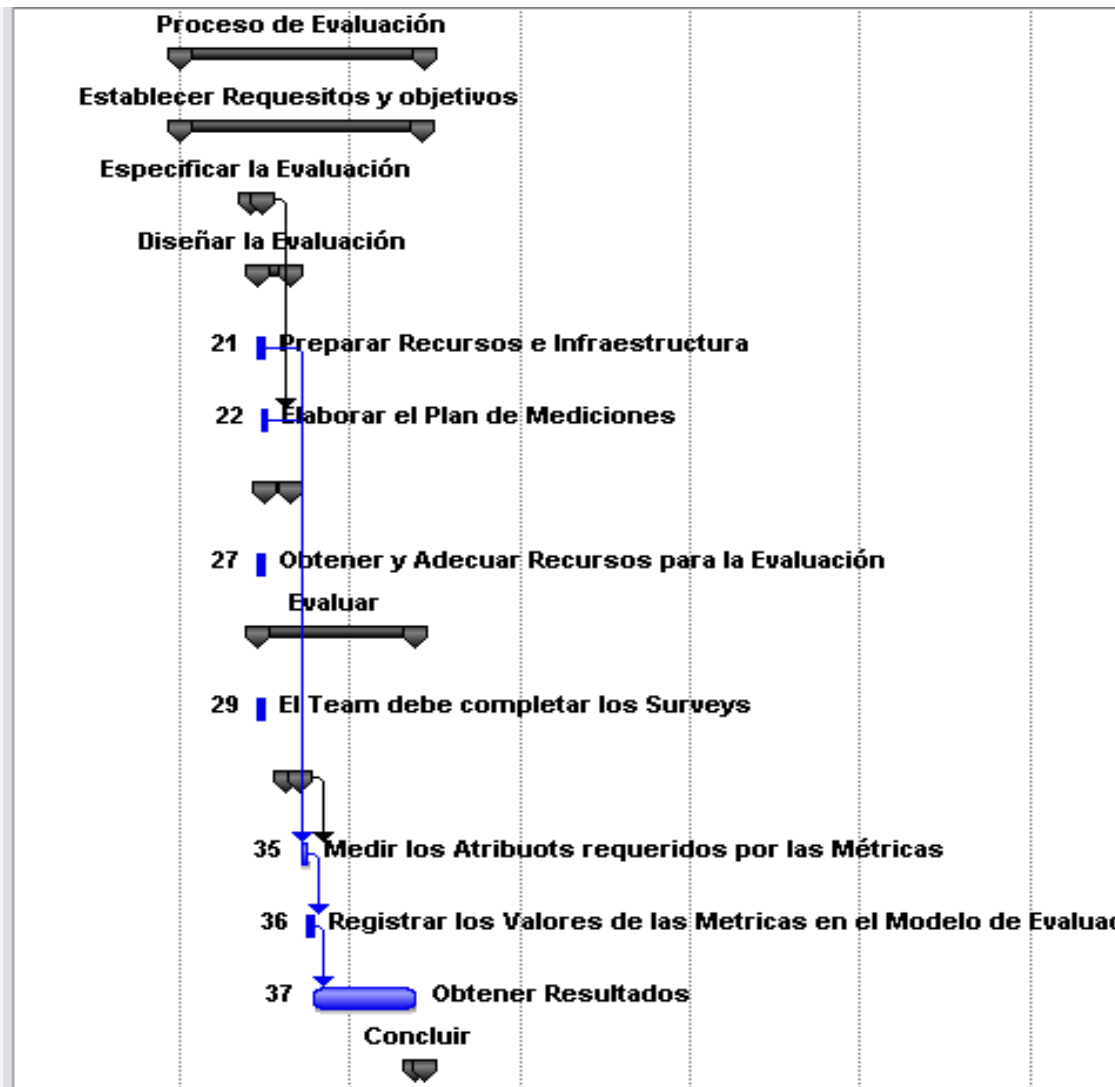 Proceso de Evaluación
Establecer Requesitos y objetivos
Especificar la Evaluación
Diseñar la Evaluación
21 Preparar Recursos e Infraestructura
22 Elaborar el Plan de Mediciones
27 Obtener y Adecuar Recursos para la Evaluación
Evaluar
29 El Team debe completar los Surveys
35 Medir los Atribuots requeridos por las Métricas
36 Registrar los Valores de las Metricas en el Modelo de Evaluac
37 Obtener Resultados
Concluir